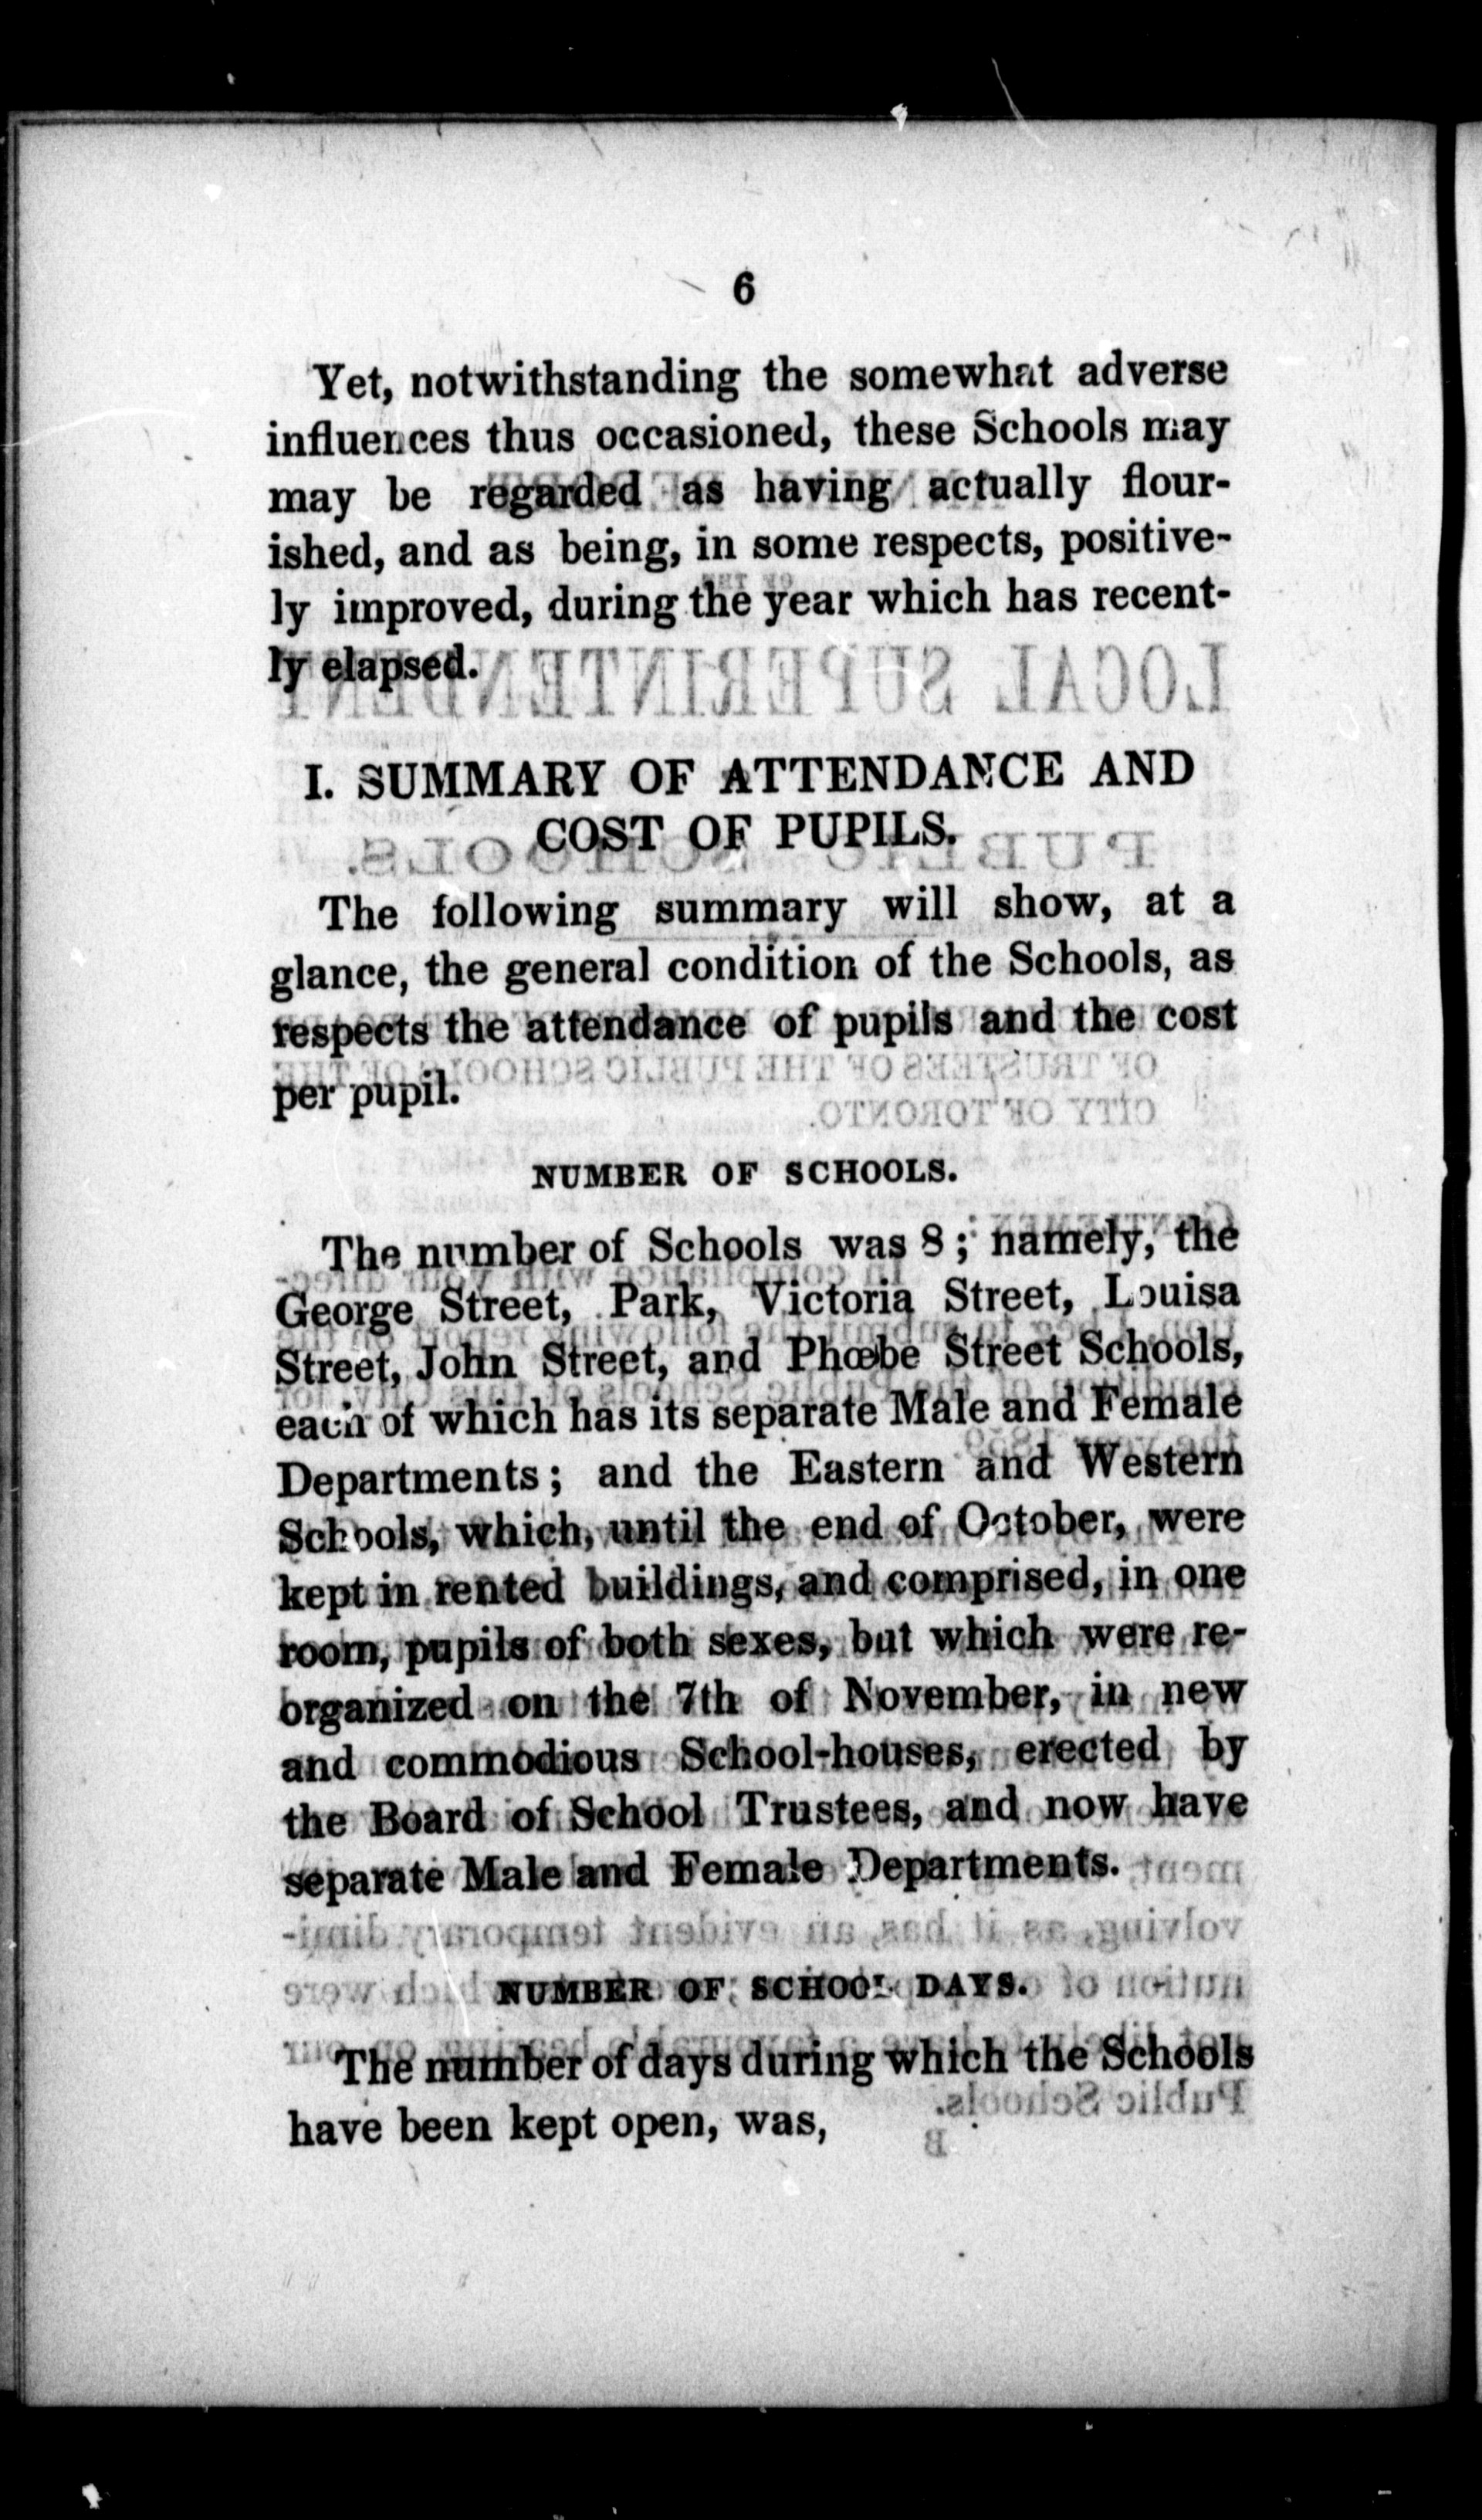 6
Yet, notwithstanding the somewhat adverse
influences thus occasioned, these Schools may
may be regarded as having actually flour-
ished, and as being, in some respects, positive-
ly improved, during the year which has recent-
ly elapsed.
I. SUMMARY OF ATTENDANCE AND
COST OF PUPILS.
The following summary will show, at a
glance, the general condition of the Schools, as
respects the attendance of pupils and the cost
per pupil.
NUMBER OF SCHOOLS.
The number of Schools was 8; namely, the
George Street, Park, Victoria Street, Louisa
Street, John Street, and Phœbe Street Schools,
each of which has its separate Male and Female
Departments; and the Eastern and Western
Schools, which, until the end of October, were
kept in rented buildings, and comprised, in one
room, pupils of both sexes, but which were re-
organized on the 7th of November, in new
and commodious School-houses, erected by
the Board of School Trustees, and now have
separate Male and Female Departments.
NUMBER OF SCHOOL DAYS.
The number of days during which the Schools
have been kept open, was,